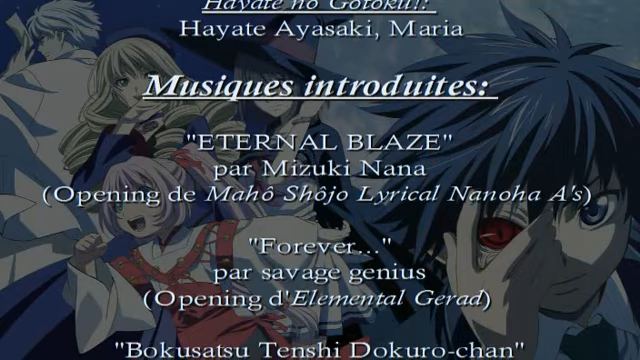 Hayate no Gotoku!:
Hayate Ayasaki, Maria
Musiques introduites:
"ETERNAL BLAZE"
par Mizuki Nana
(Opening de Mahô Shôjo Lyrical Nanoha A's)
"Forever..."
par savage genius
(Opening d'Elemental Gerad)
"Bokusatsu Tenshi Dokuro-chan"